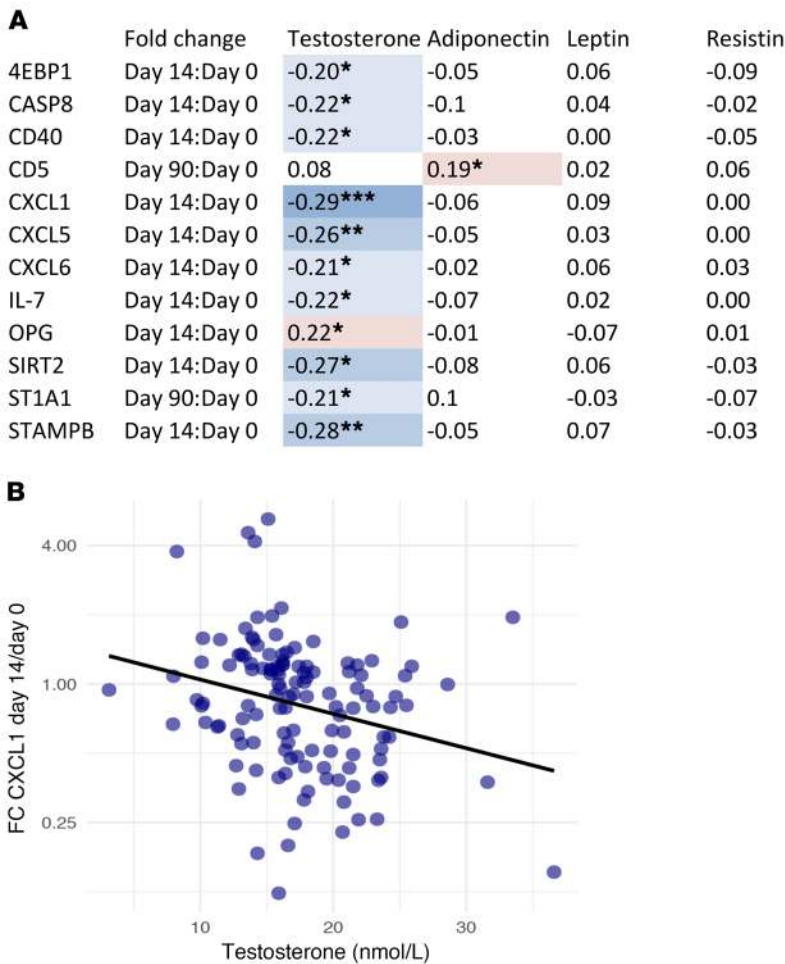 A
Fold change Testosterone Adiponectin Leptin Resistin
4EBP1 Day 14:Day 0 -0.20* -0.05 0.06 -0.09
CASP8 Day 14:Day 0 -0.22* -0.1 0.04 -0.02
CD40 Day 14:Day 0 -0.22* -0.03 0.00 -0.05
CD5 Day 90:Day 0 0.08 0.19* 0.02 0.06
CXCL1 Day 14:Day 0 -0.29*** -0.06 0.09 0.00
CXCL5 Day 14:Day 0 -0.26** -0.05 0.03 0.00
CXCL6 Day 14:Day 0 -0.21* -0.02 0.06 0.03
IL-7 Day 14:Day 0 -0.22* -0.07 0.02 0.00
OPG Day 14:Day 0 0.22* -0.01 -0.07 0.01
SIRT2 Day 14:Day 0 -0.27* -0.08 0.06 -0.03
ST1A1 Day 90:Day 0 -0.21* 0.1 -0.03 -0.07
STAMPB Day 14:Day 0 -0.28** -0.05 0.07 -0.03
B
FC CXCL1 day 14/day 0
4.00
1.00
0.25
10 20 30
Testosterone (nmol/L)